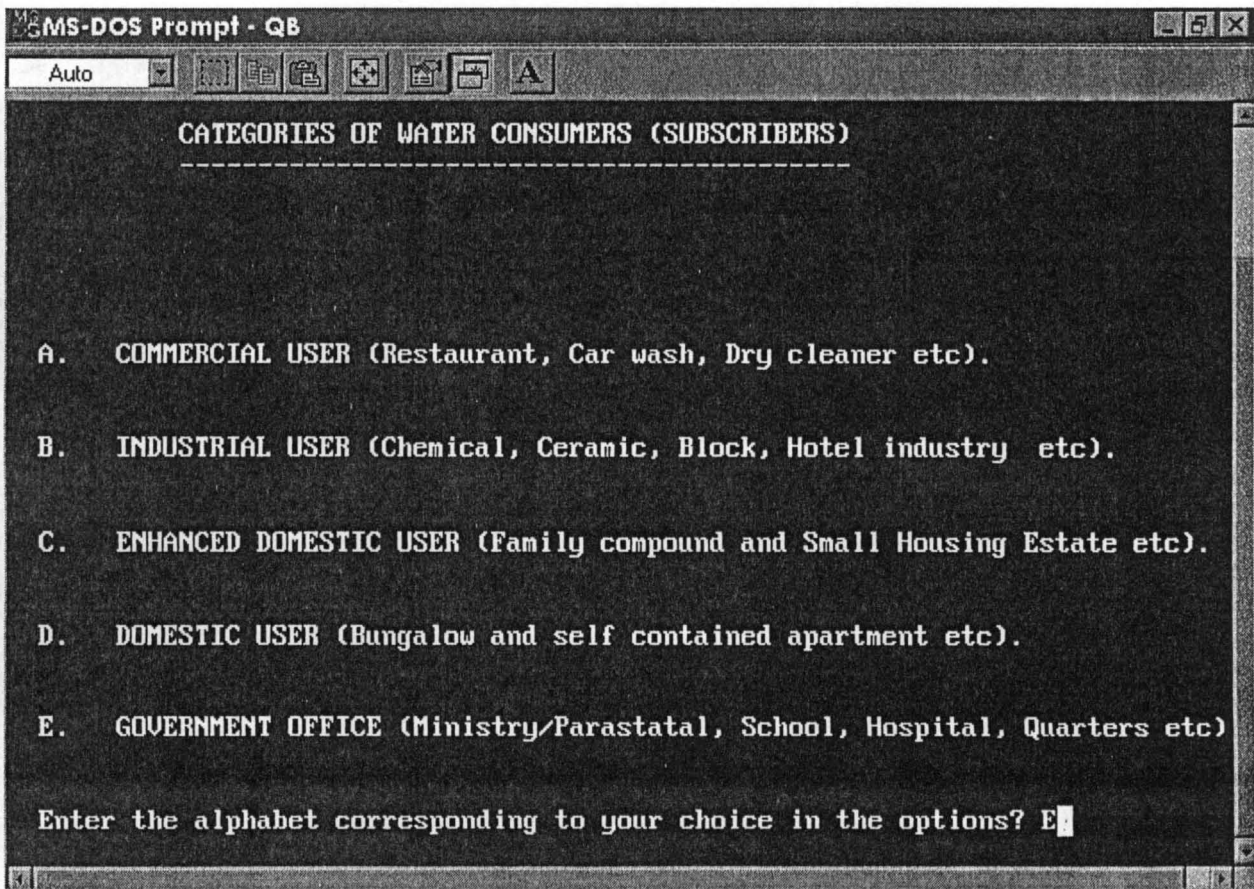 MS-DOS Prompt - QB
Auto
A
CATEGORIES OF WATER CONSUMERS (SUBSCRIBERS)
--------------------------------------------------
A. COMMERCIAL USER (Restaurant, Car wash, Dry cleaner etc).
B. INDUSTRIAL USER (Chemical, Ceramic, Block, Hotel industry  etc).
C. ENHANCED DOMESTIC USER (Family compound and Small Housing Estate etc).
D. DOMESTIC USER (Bungalow and self contained apartment etc).
E. GOVERNMENT OFFICE (Ministry/Parastatal, School, Hospital, Quarters etc)
Enter the alphabet corresponding to your choice in the options? E